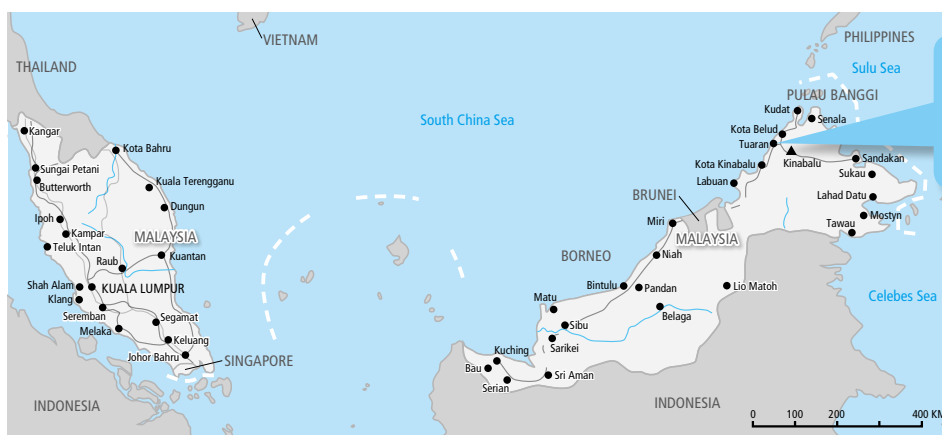 VIETNAM
PHILIPPINES
THAILAND
Sulu Sea
PULAU BANGGI
Kudat
Senala
South China Sea
Kangar
Kota Belud
Tuaran
Kota Bahru
Kinabalu
Sandakan
Kota Kinabalu
Sungai Petani
Sukau
Butterworth
Kuala Terengganu
Labuan
BRUNEI
Lahad Datu
Dungun
Ipoh
Mostyn
Miri
Tawau
Kampar
MALAYSIA
MALAYSIA
Teluk Intan
Kuantan
Niah
BORNEO
Raub
Shah Alam
KUALA LUMPUR
Bintulu
Pandan
Lio Matoh
Klang
Matu
Celebes Sea
Seremban
Segamat
Belaga
Melaka
Sibu
Keluang
Sarikei
Johor Bahru
Kuching
SINGAPORE
Bau
Sri Aman
Serian
INDONESIA
INDONESIA
0 100 200 400 KM